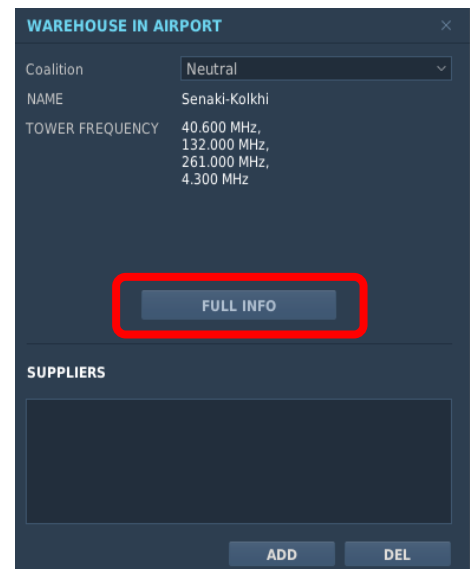 WAREHOUSE IN AIRPORT
Coalition Neutral
NAME Senaki-Kolkhi
TOWER FREQUENCY 40.600 MHz,
132.000 MHz,
261.000 MHz,
4.300 MHz
FULL INFO
SUPPLIERS
ADD DEL